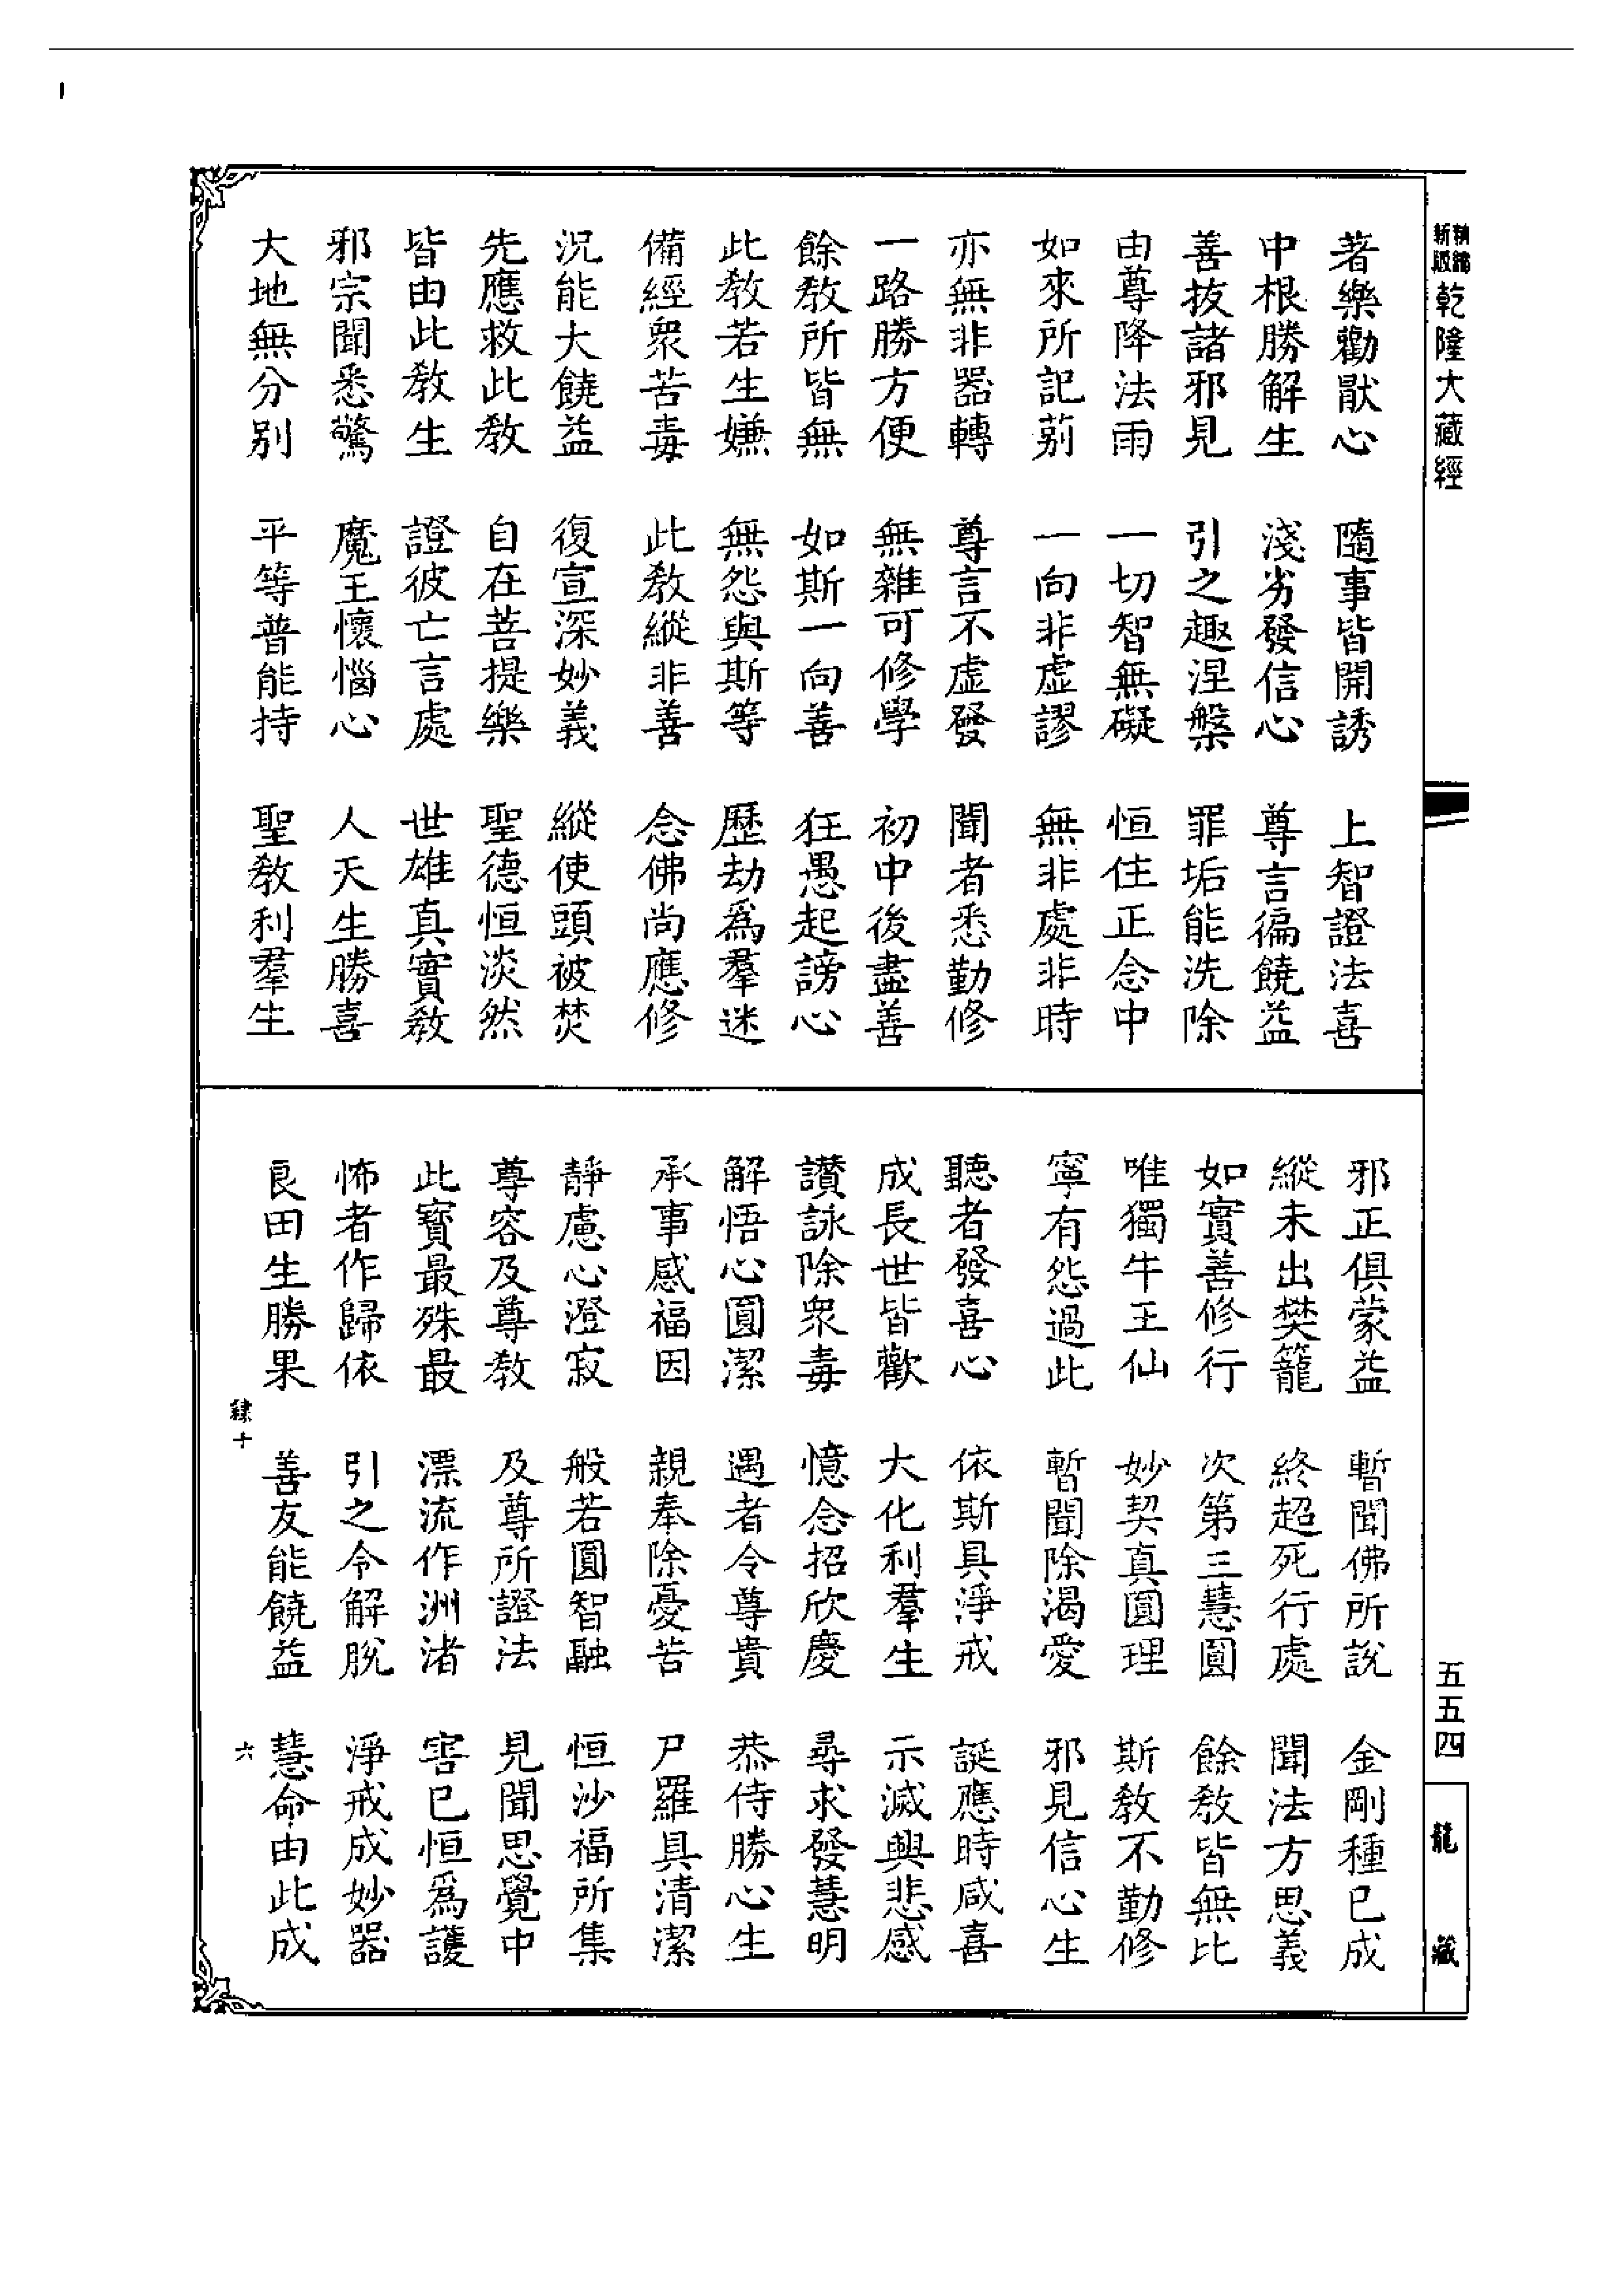 新版
乾隆大藏經
著樂勸厭心　隨事皆開誘　上智證法喜
中根勝解生　淺劣發信心　尊言徧饒益
善拔諸邪見　引之趣涅槃　罪垢能洗除
由尊降法雨　一切智無礙　恒住正念中
如來所記莂　一向非虛謬　無非處非時
亦無非器轉　尊言不虛發　聞者悉勤修
一路勝方便　無雜可修學　初中後盡善
餘教所皆無　如斯一向善　狂愚起謗心
此教若生嫌　無怨與斯等　歷劫爲羣迷
備經衆苦毒　此教縱非善　念佛尚應修
況能大饒益　復宣深妙義　縱使頭被焚
先應救此教　自在菩提樂　聖德恒淡然
皆由此教生　證彼亡言處　世雄真實教
邪宗聞悉驚　魔王懷惱心　人天生勝喜
大地無分別　平等普能持　聖教利羣生
邪正俱蒙益　暫聞佛所說　金剛種已成
縱未出樊籠　終超死行處　聞法方思義
如實善修行　次第三慧圓　餘教皆無比
唯獨牛王仙　妙契真圓理　斯教不勤修
寧有怨過此　暫聞除渴愛　邪見信心生
聽者發喜心　依斯具淨戒　誕應時咸喜
成長世皆歡　大化利羣生　示滅興悲感
讚詠除衆毒　憶念招欣慶　尋求發慧明
解悟心圓潔　遇者令尊貴　恭侍勝心生
承事感福因　親奉除憂苦　尸羅具清潔
靜慮心澄寂　般若圓智融　恒沙福所集
尊容及尊教　及尊所證法　見聞思覺中
此寶最殊最　漂流作洲渚　害已恒爲護
怖者作歸依　引之令解脫　淨戒成妙器
良田生勝果　善友能饒益　慧命由此成
隸十　六
五五四
龍藏